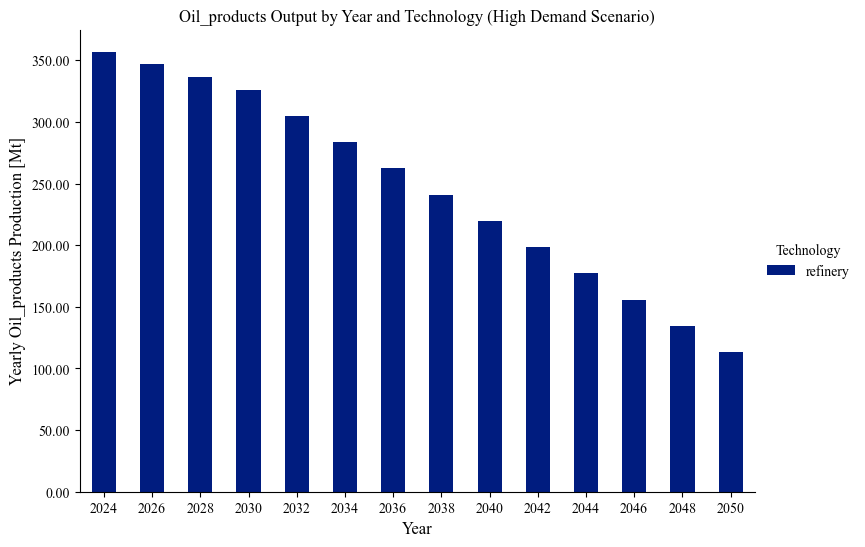 Oil_products Output by Year and Technology (High Demand Scenario)
Yearly Oil_products Production [Mt]
350.00
300.00
250.00
200.00
150.00
100.00
50.00
0.00
2024 2026 2028 2030 2032 2034 2036 2038 2040 2042 2044 2046 2048 2050
Year
Technology
refinery